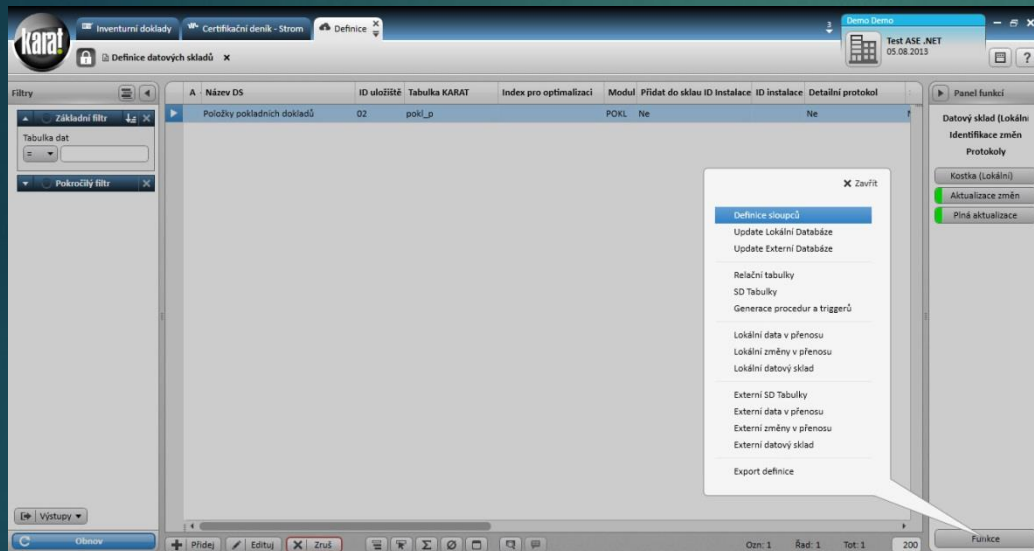 karat!
Inventurní doklady
Certifikační deník - Strom
Definice
3
Demo Demo
Test ASE .NET
05.08.2013
Definice datových skladů
Filtry
Základní filtr
Tabulka dat
=
Pokročilý filtr
Výstupy
Obnov
A Název DS ID uložiště Tabulka KARAT Index pro optimalizaci Modul Přidat do sklau ID Instalace ID instalace Detailní protokol
Položky pokladních dokladů 02 pokl_p POKL Ne Ne
Zavřít
Definice sloupců
Update Lokální Databáze
Update Externí Databáze
Relační tabulky
SD Tabulky
Generace procedur a triggerů
Lokální data v přenosu
Lokální změny v přenosu
Lokální datový sklad
Externí SD Tabulky
Externí data v přenosu
Externí změny v přenosu
Externí datový sklad
Export definice
Panel funkcí
Datový sklad (Lokální
Identifikace změn
Protokoly
Kostka (Lokální)
Aktualizace změn
Plná aktualizace
Přidej Edituj Zruš
Ozn: 1 Řad: 1 Tot: 1 200
Funkce